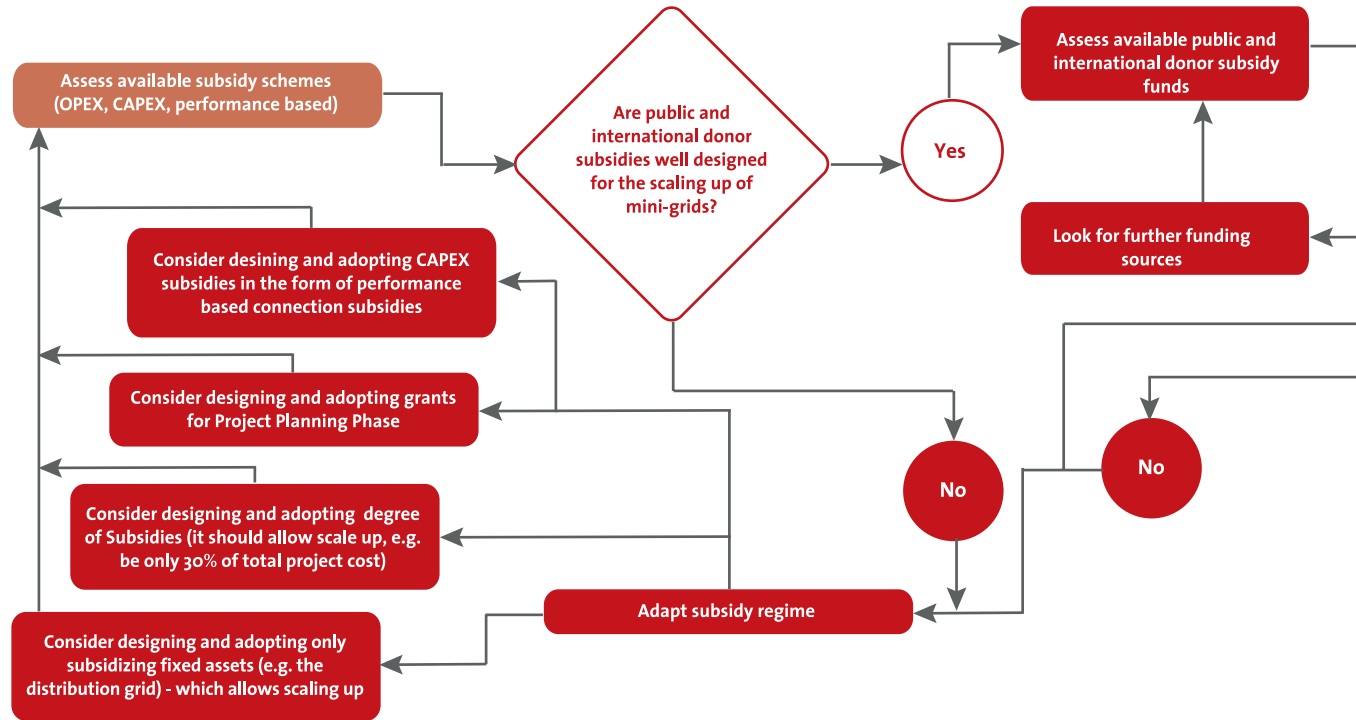 Assess available subsidy schemes
(OPEX, CAPEX, performance based)
Are public and
international donor
subsidies well designed
for the scaling up of
mini-grids?
Yes
Assess available public and
international donor subsidy
funds
Look for further funding
sources
Consider desining and adopting CAPEX
subsidies in the form of performance
based connection subsidies
Consider designing and adopting grants
for Project Planning Phase
Consider designing and adopting degree
of Subsidies (it should allow scale up, e.g.
be only 30% of total project cost)
Consider designing and adopting only
subsidizing fixed assets (e.g. the
distribution grid) - which allows scaling up
Adapt subsidy regime
No
No